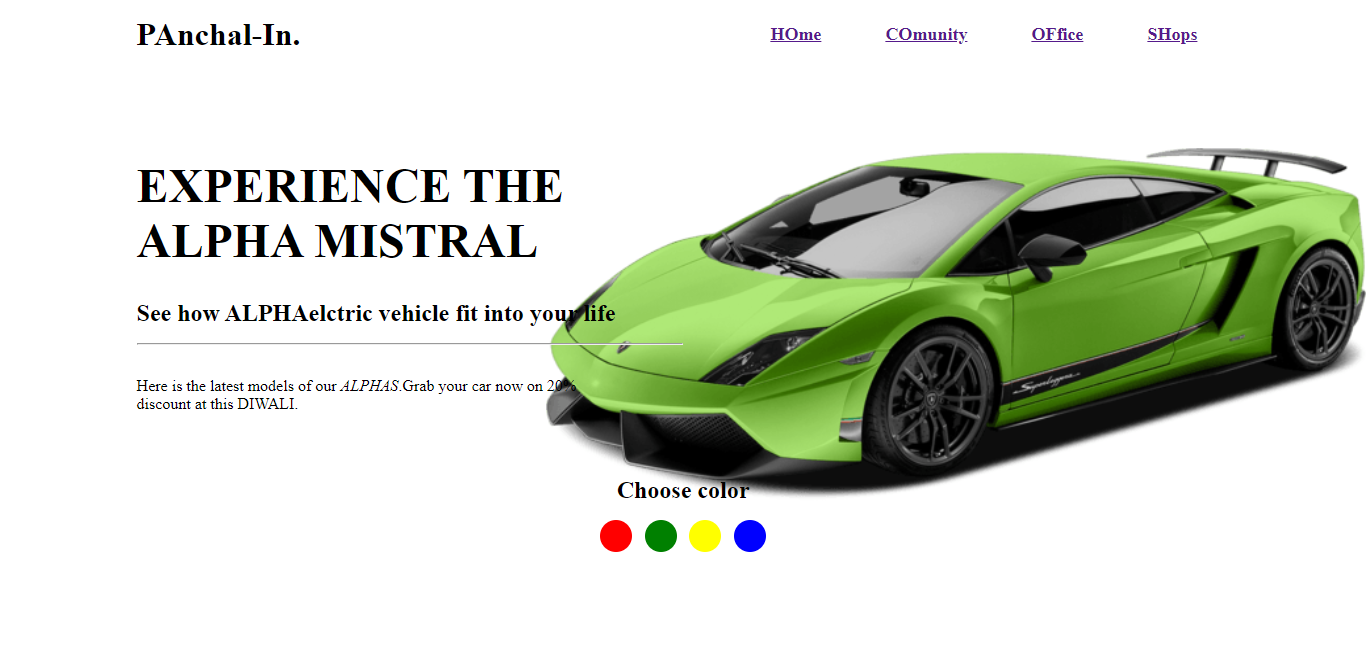 PAnchal-In.
HOme COmunity OFfice SHops
EXPERIENCE THE
ALPHA MISTRAL
See how ALPHAelctric vehicle fit into your life
Here is the latest models of our ALPHAS.Grab your car now on 20%
discount at this DIWALI.
Superleggera
Choose color